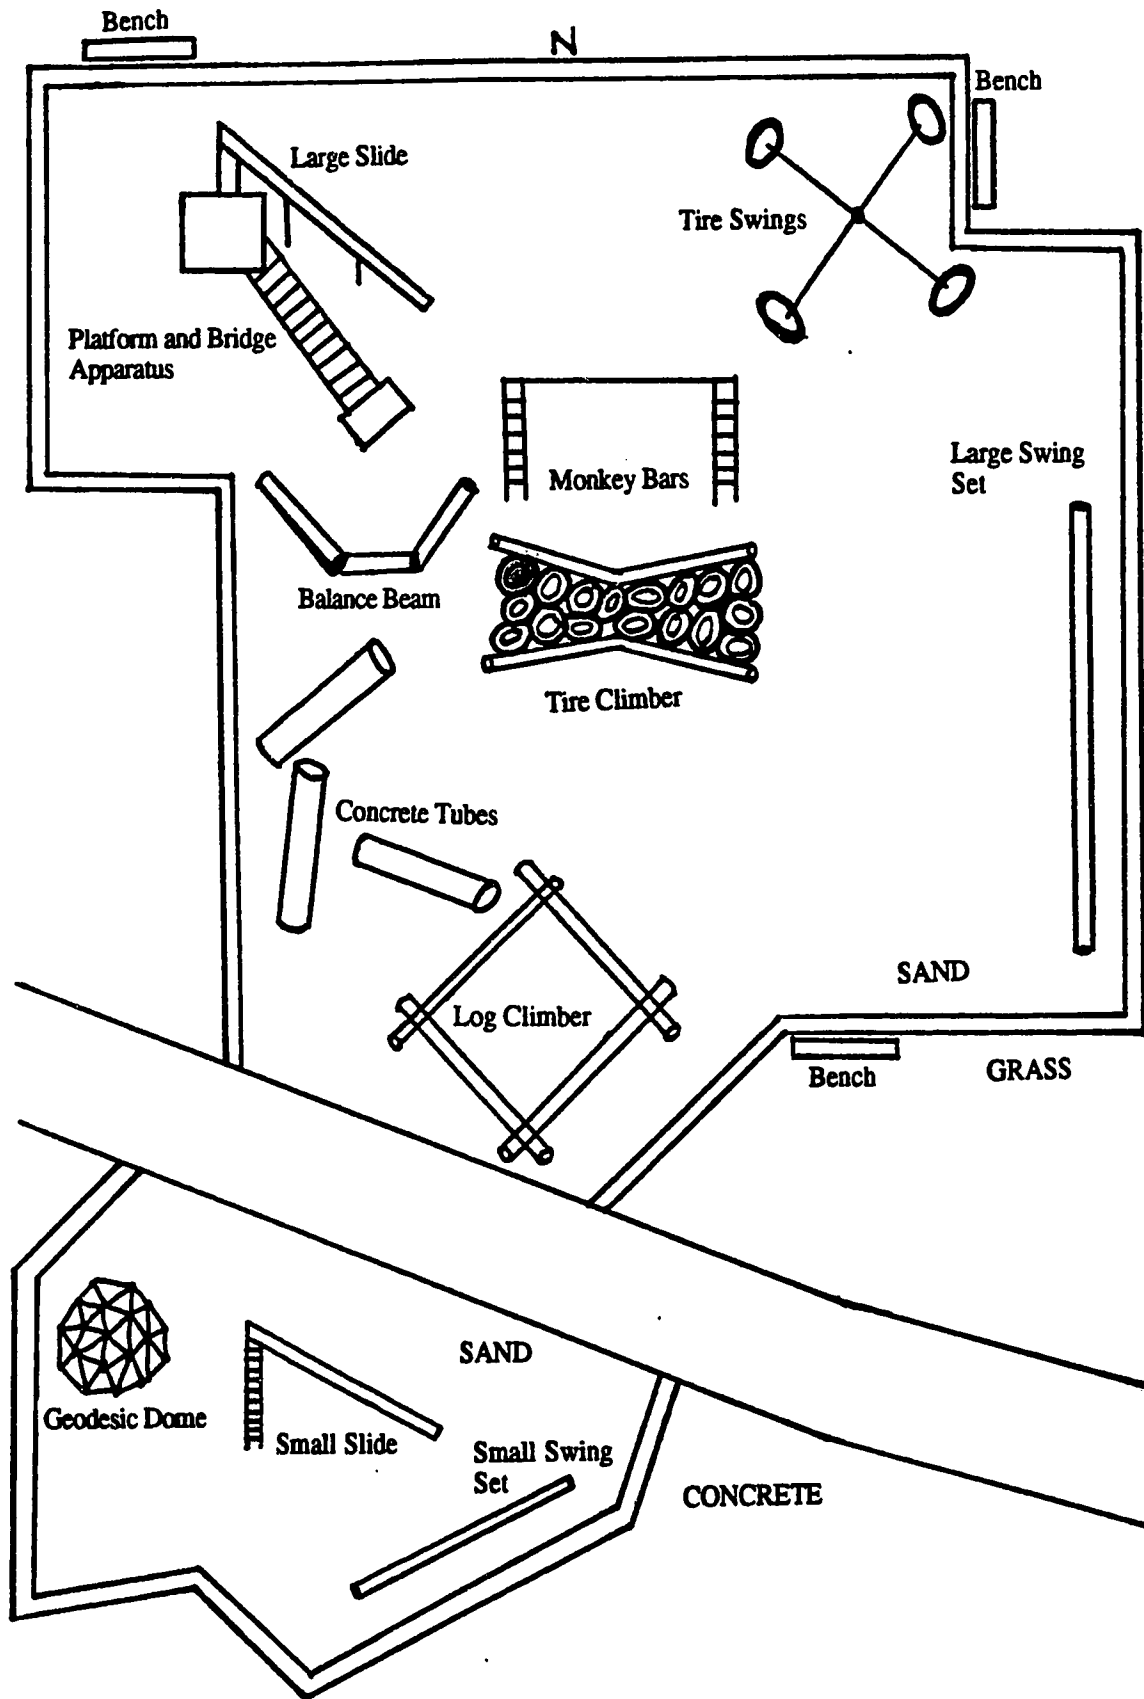 Bench
N
Bench
Large Slide
Tire Swings
Platform and Bridge
Apparatus
Large Swing
Set
Monkey Bars
Balance Beam
Tire Climber
Concrete Tubes
SAND
Log Climber
Bench
GRASS
SAND
Geodesic Dome
Small Slide
Small Swing
Set
CONCRETE